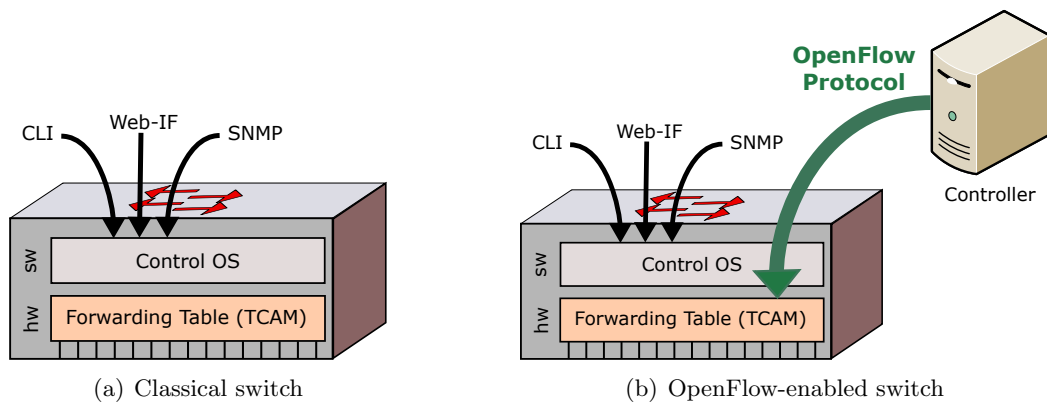 CLI
Web-IF
SNMP
sw
Control OS
hw
Forwarding Table (TCAM)
(a) Classical switch
OpenFlow
Protocol
CLI
Web-IF
SNMP
Controller
sw
Control OS
hw
Forwarding Table (TCAM)
(b) OpenFlow-enabled switch